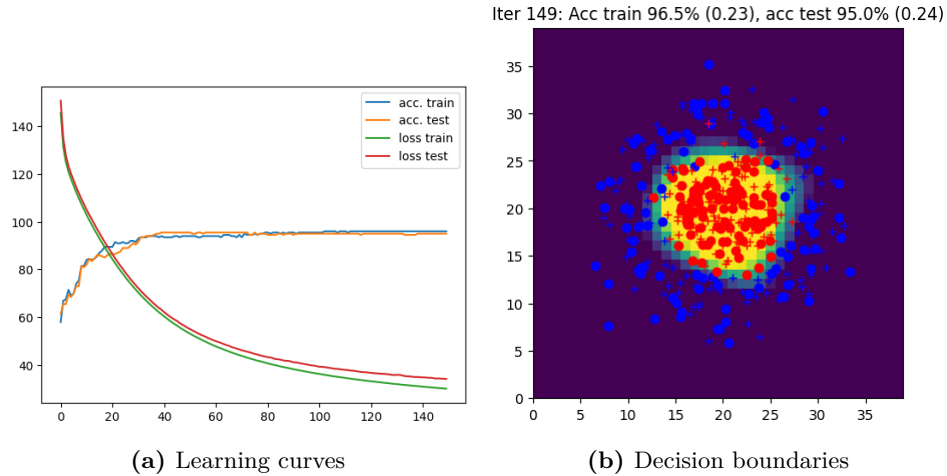 Iter 149: Acc train 96.5% (0.23), acc test 95.0% (0.24)
acc. train
acc. test
loss train
loss test
140
120
100
80
60
40
0 20 40 60 80 100 120 140
(a) Learning curves
35
30
25
20
15
10
5
0
0 5 10 15 20 25 30 35
(b) Decision boundaries